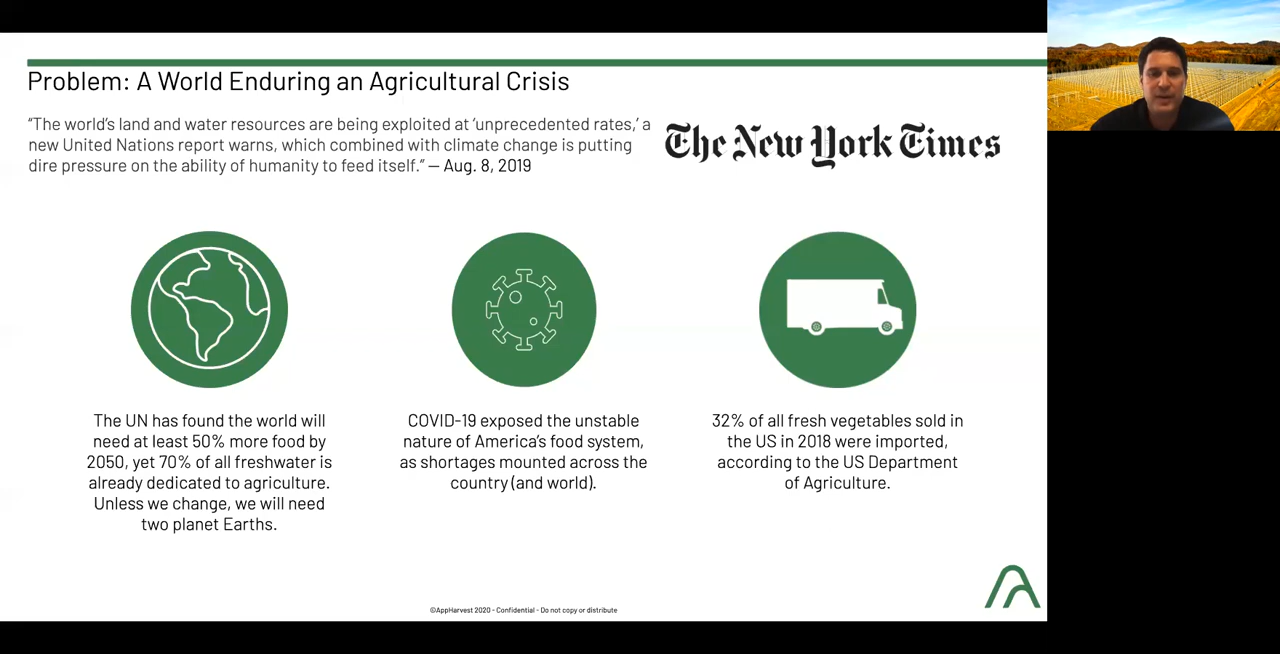 Problem: A World Enduring an Agricultural Crisis
“The world’s land and water resources are being exploited at ‘unprecedented rates,’ a
new United Nations report warns, which combined with climate change is putting
dire pressure on the ability of humanity to feed itself.” — Aug. 8, 2019
The New York Times
The UN has found the world will
need at least 50% more food by
2050, yet 70% of all freshwater is
already dedicated to agriculture.
Unless we change, we will need
two planet Earths.
COVID-19 exposed the unstable
nature of America’s food system,
as shortages mounted across the
country (and world).
32% of all fresh vegetables sold in
the US in 2018 were imported,
according to the US Department
of Agriculture.
©AppHarvest 2020 - Confidential - Do not copy or distribute